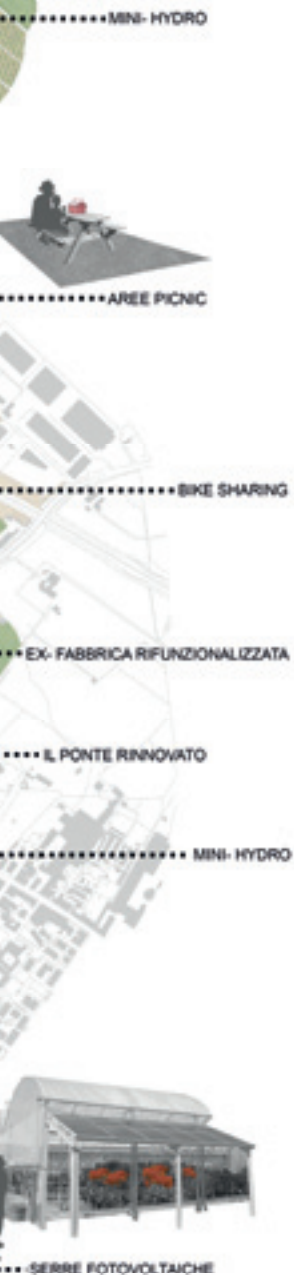 MINI- HYDRO
AREE PICNIC
BIKE SHARING
EX- FABBRICA RIFUNZIONALIZZATA
IL PONTE RINNOVATO
MINI- HYDRO
SERRE FOTOVOLTAICHE